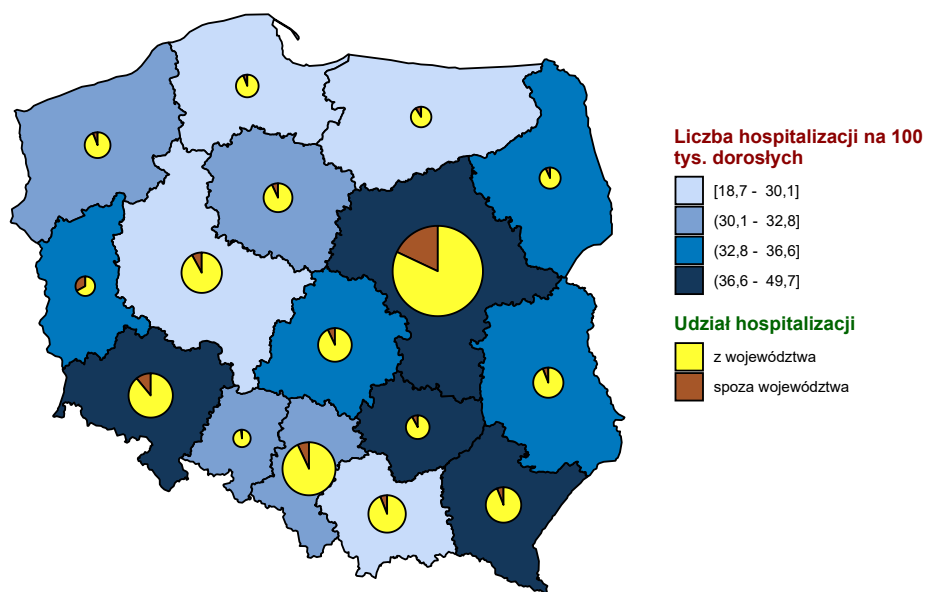 Liczba hospitalizacji na 100
tys. dorosłych
[18,7 - 30,1]
(30,1 - 32,8]
(32,8 - 36,6]
(36,6 - 49,7]
Udział hospitalizacji
z województwa
spoza województwa